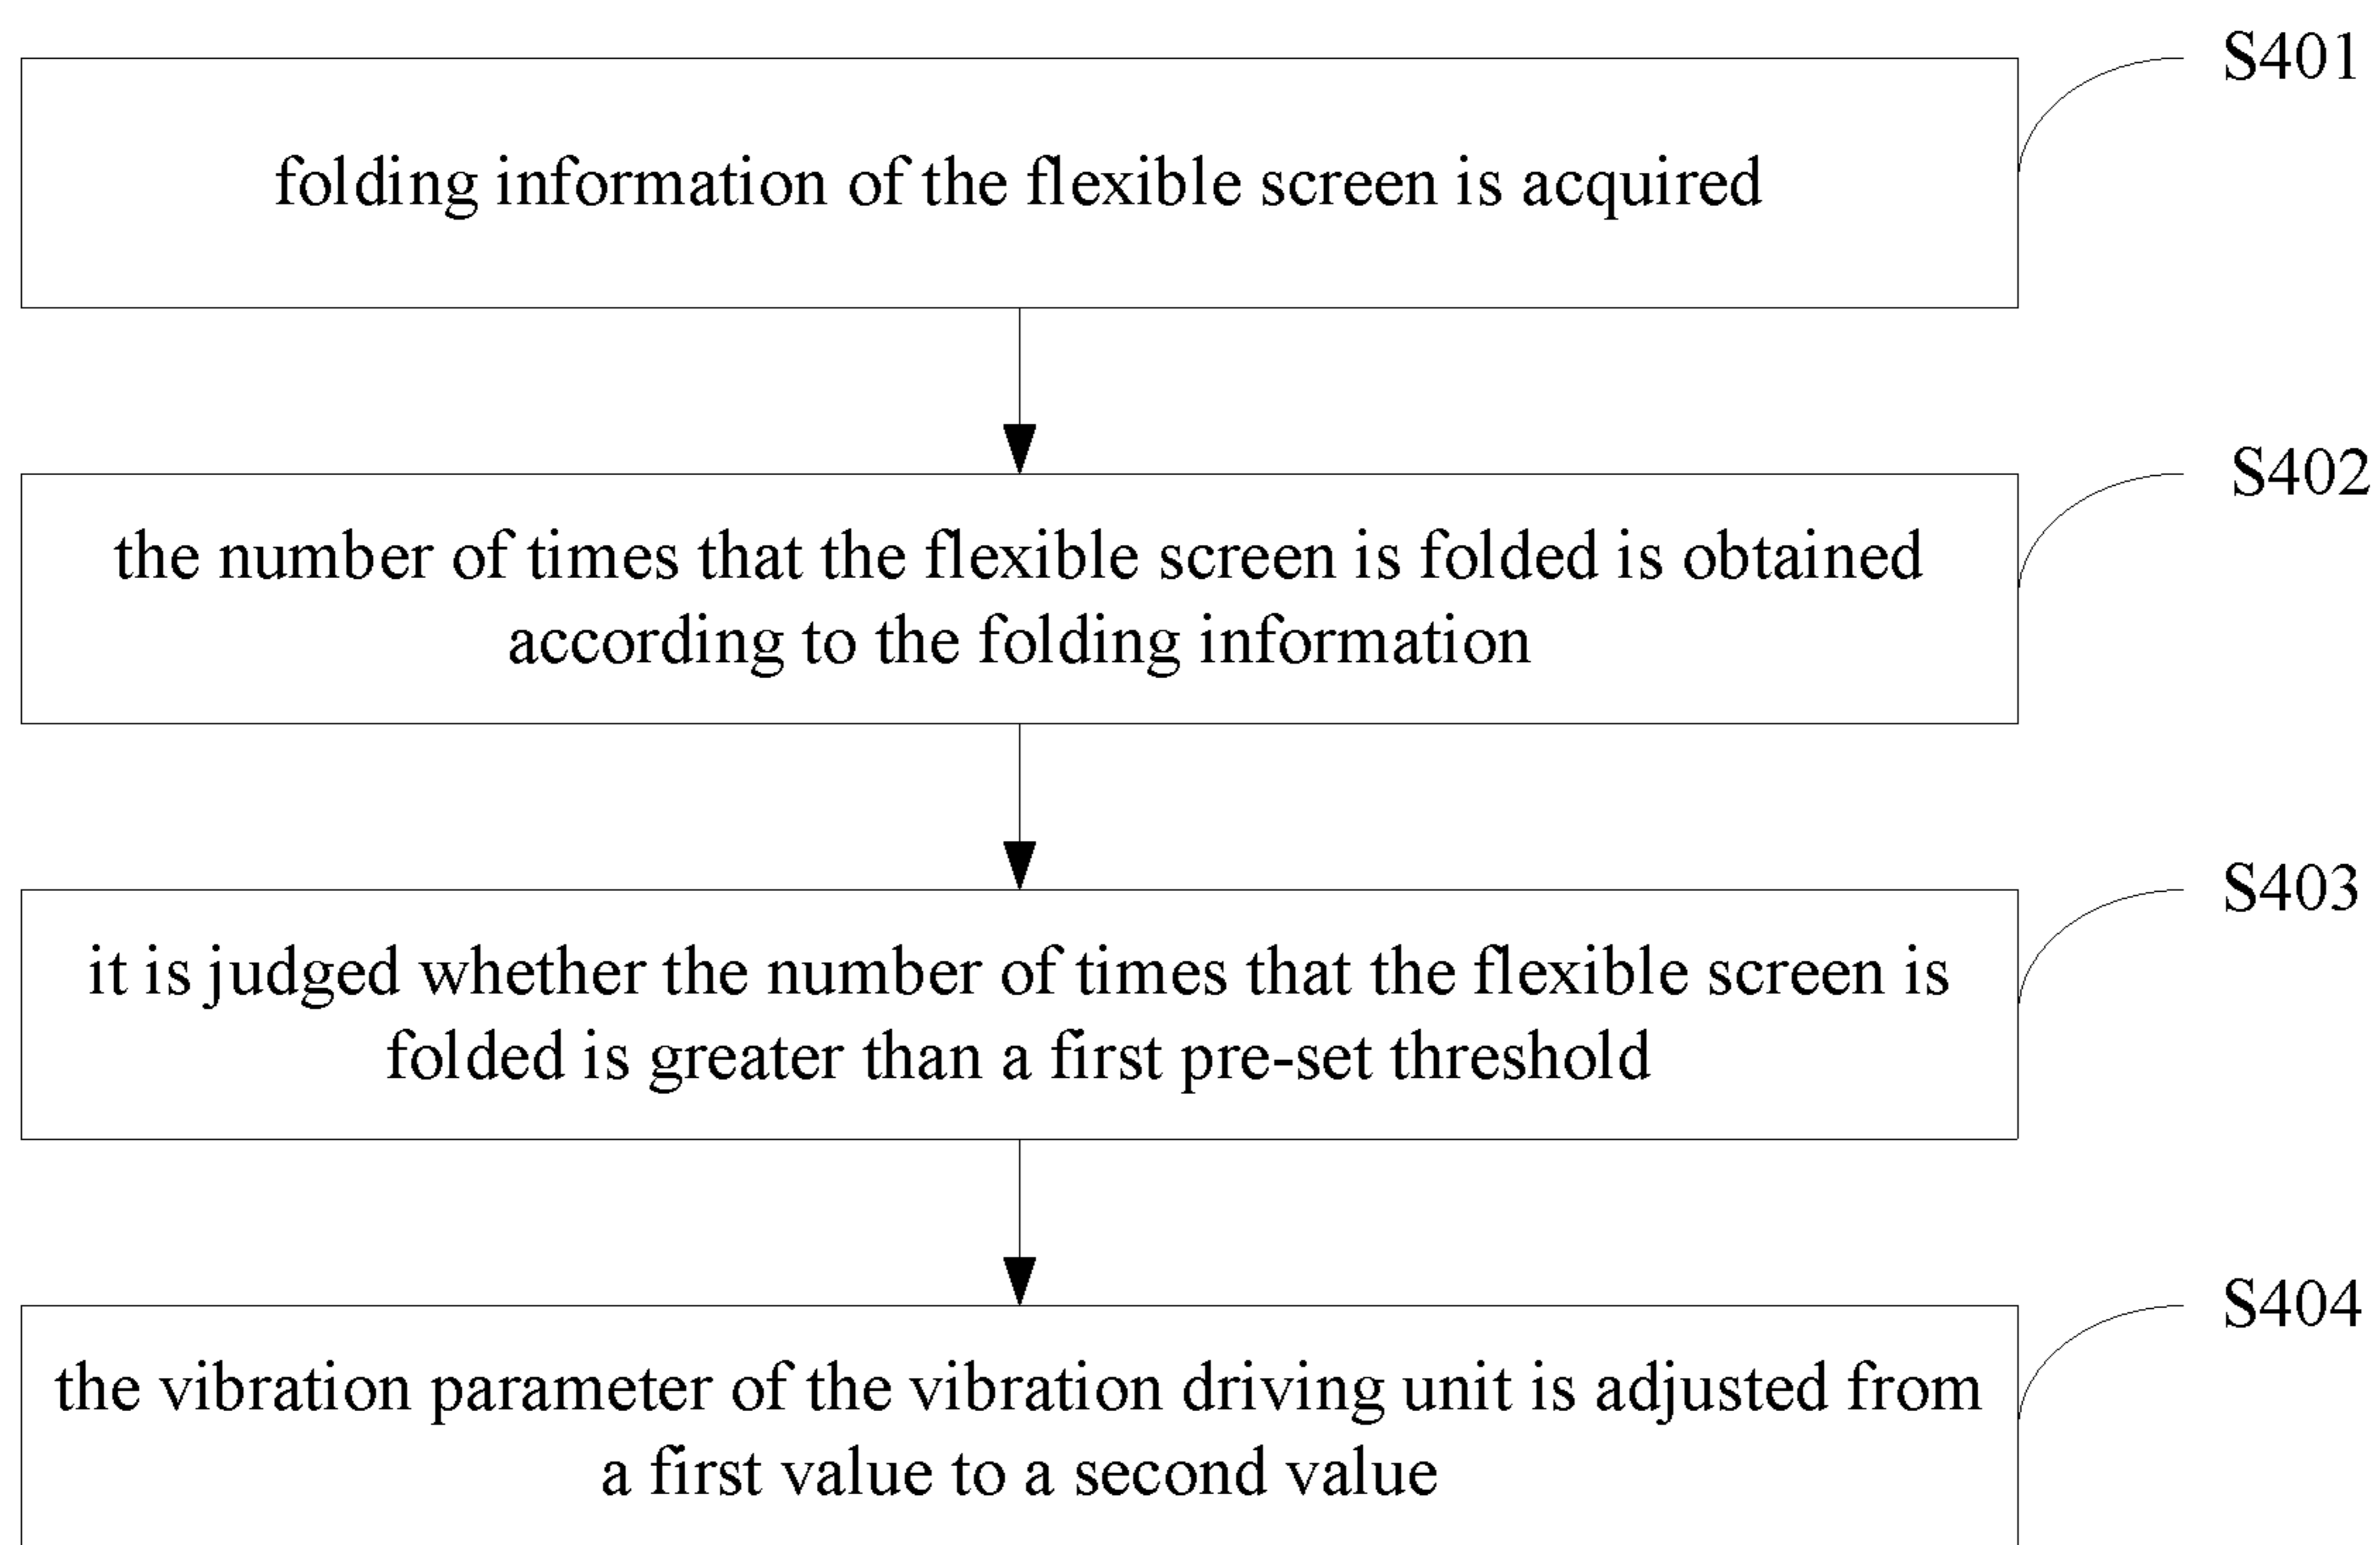 S401
folding information of the flexible screen is acquired
S402
the number of times that the flexible screen is folded is obtained
according to the folding information
S403
it is judged whether the number of times that the flexible screen is
folded is greater than a first pre-set threshold
S404
the vibration parameter of the vibration driving unit is adjusted from
a first value to a second value